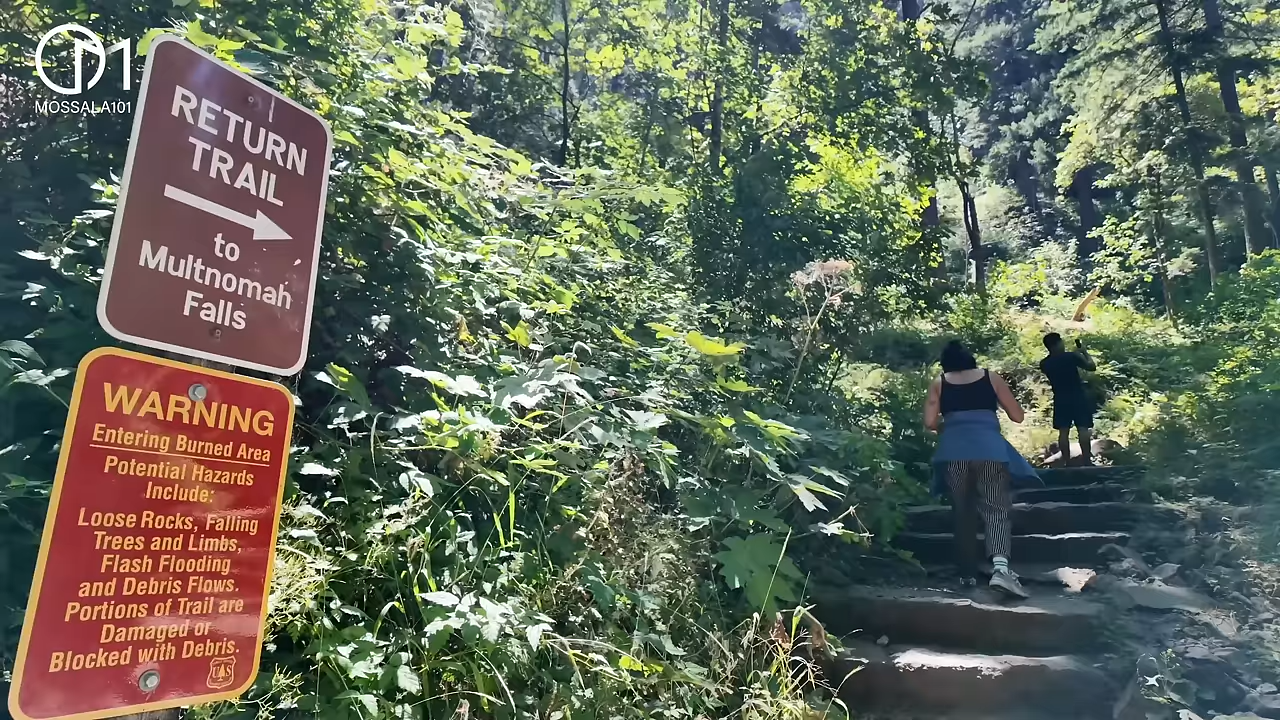 MOSSALA101
RETURN
TRAIL
to
Multnomah
Falls
WARNING
Entering Burned Area
Potential Hazards
Include:
Loose Rocks, Falling
Trees and Limbs,
Flash Flooding
and Debris Flows.
Portions of Trail are
Damaged or
Blocked with Debris.
UAS